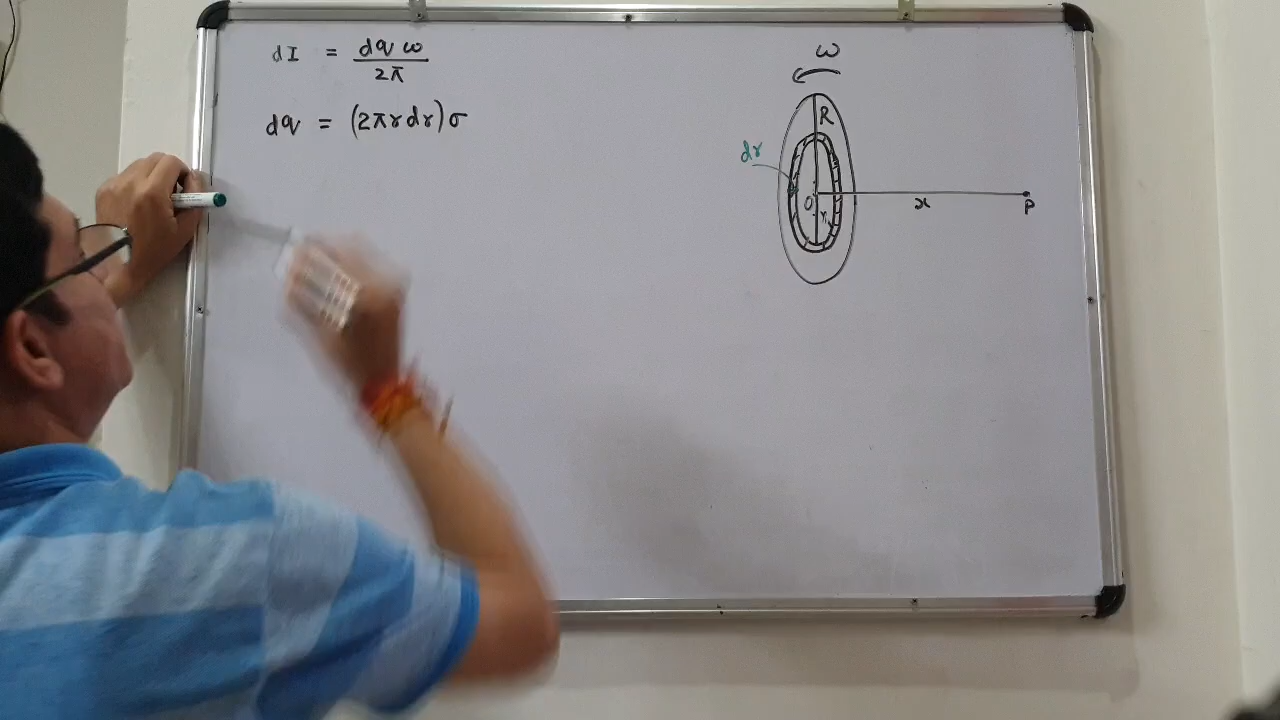 dI = dq ω / 2π
dq = (2πr dr) σ
ω
R
dr
O
r
x
P